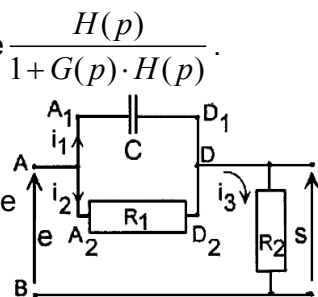 e H(p) / 1 + G(p) · H(p) .
A1 D1
i1 C
A D
i2 i3
e R1 R2 s
e
A2 D2
B